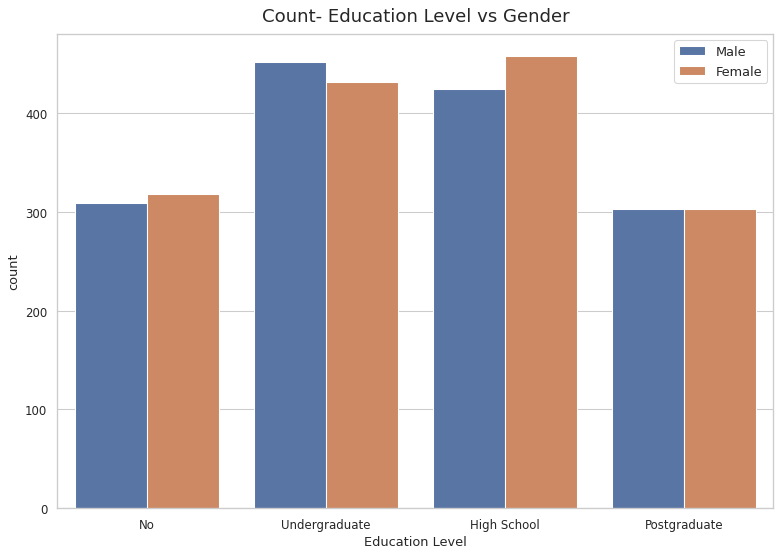 Count- Education Level vs Gender
Male
Female
400
300
200
100
0
count
No
Undergraduate
High School
Postgraduate
Education Level